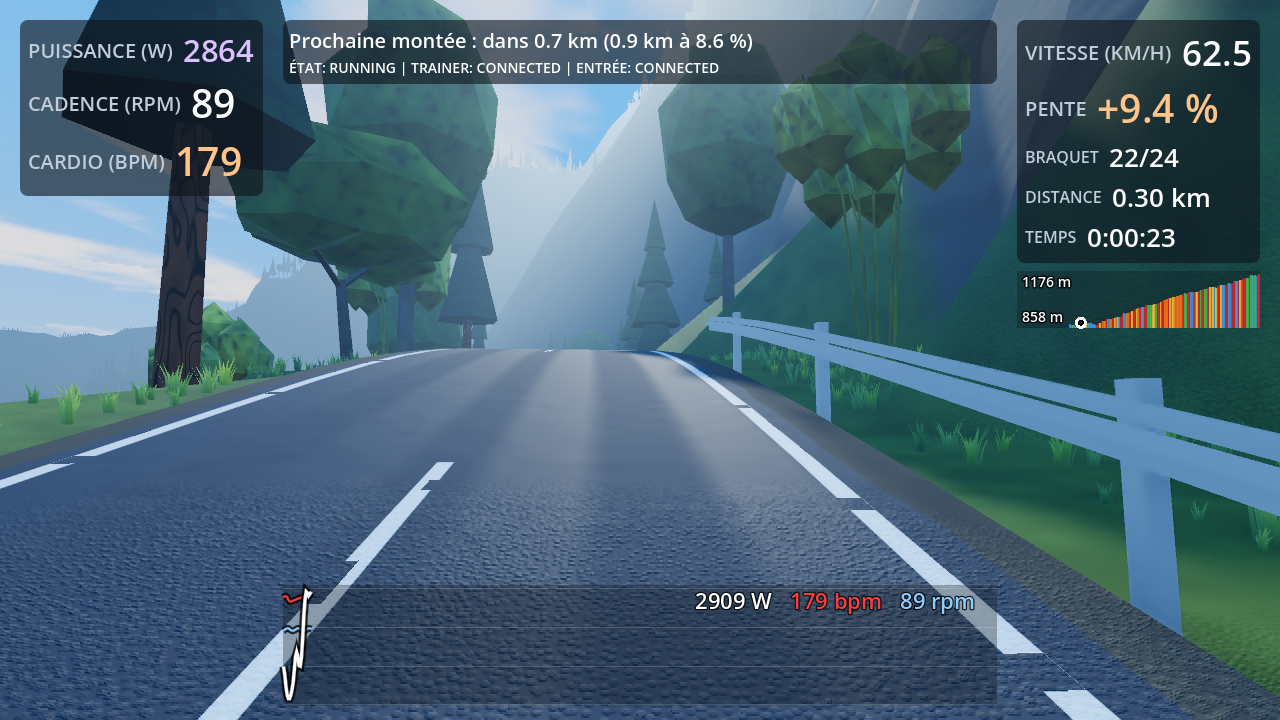 PUISSANCE (W) 2864
CADENCE (RPM) 89
CARDIO (BPM) 179
Prochaine montée : dans 0.7 km (0.9 km à 8.6 %)
ÉTAT: RUNNING | TRAINER: CONNECTED | ENTRÉE: CONNECTED
VITESSE (KM/H) 62.5
PENTE +9.4 %
BRAQUET 22/24
DISTANCE 0.30 km
TEMPS 0:00:23
1176 m
858 m
2909 W 179 bpm 89 rpm